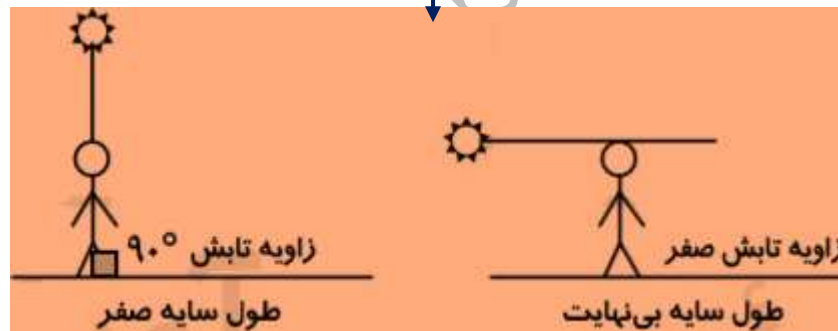 زاویه تابش صفر
طول سایه بی‌نهایت
زاویه تابش ۹۰°
طول سایه صفر